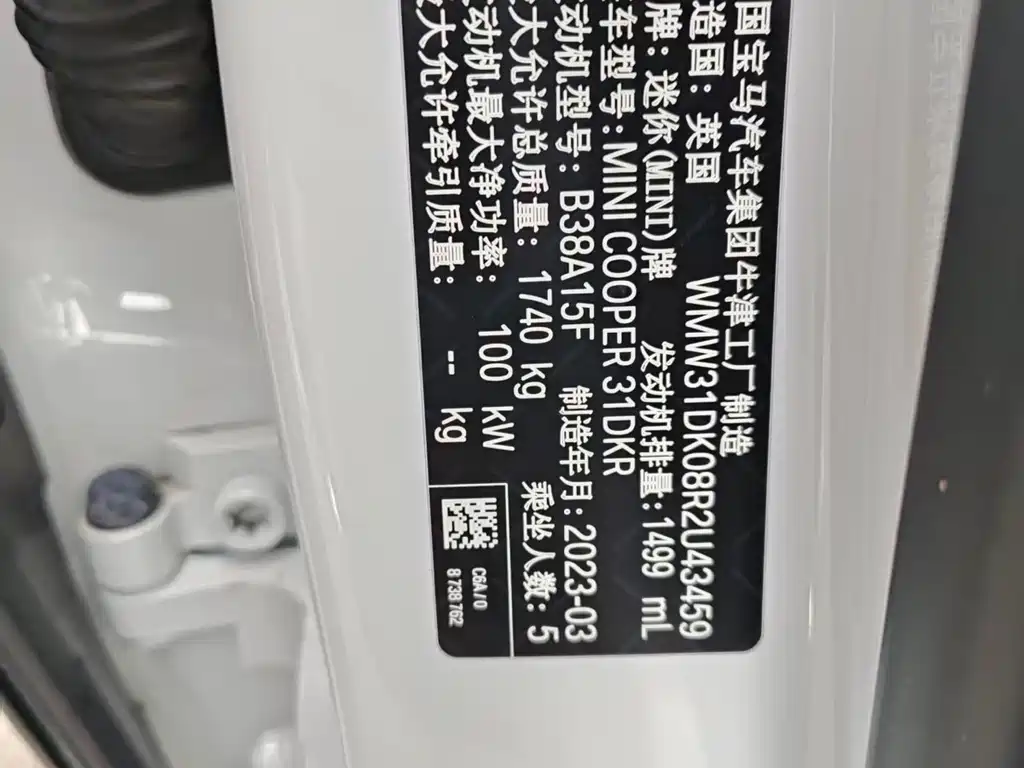 国宝马汽车集团牛津工厂制造
造国：英国 WMW31DK08R2U43459
牌：迷你(MINI)牌 发动机排量：1499 mL
车型号：MINI COOPER 31DKR
动机型号：B38A15F 制造年月：2023-03
大允许总质量：1740 kg 乘坐人数：5
动机最大净功率：100 kW
大允许牵引质量：-- kg
C6A/0
8 738 762